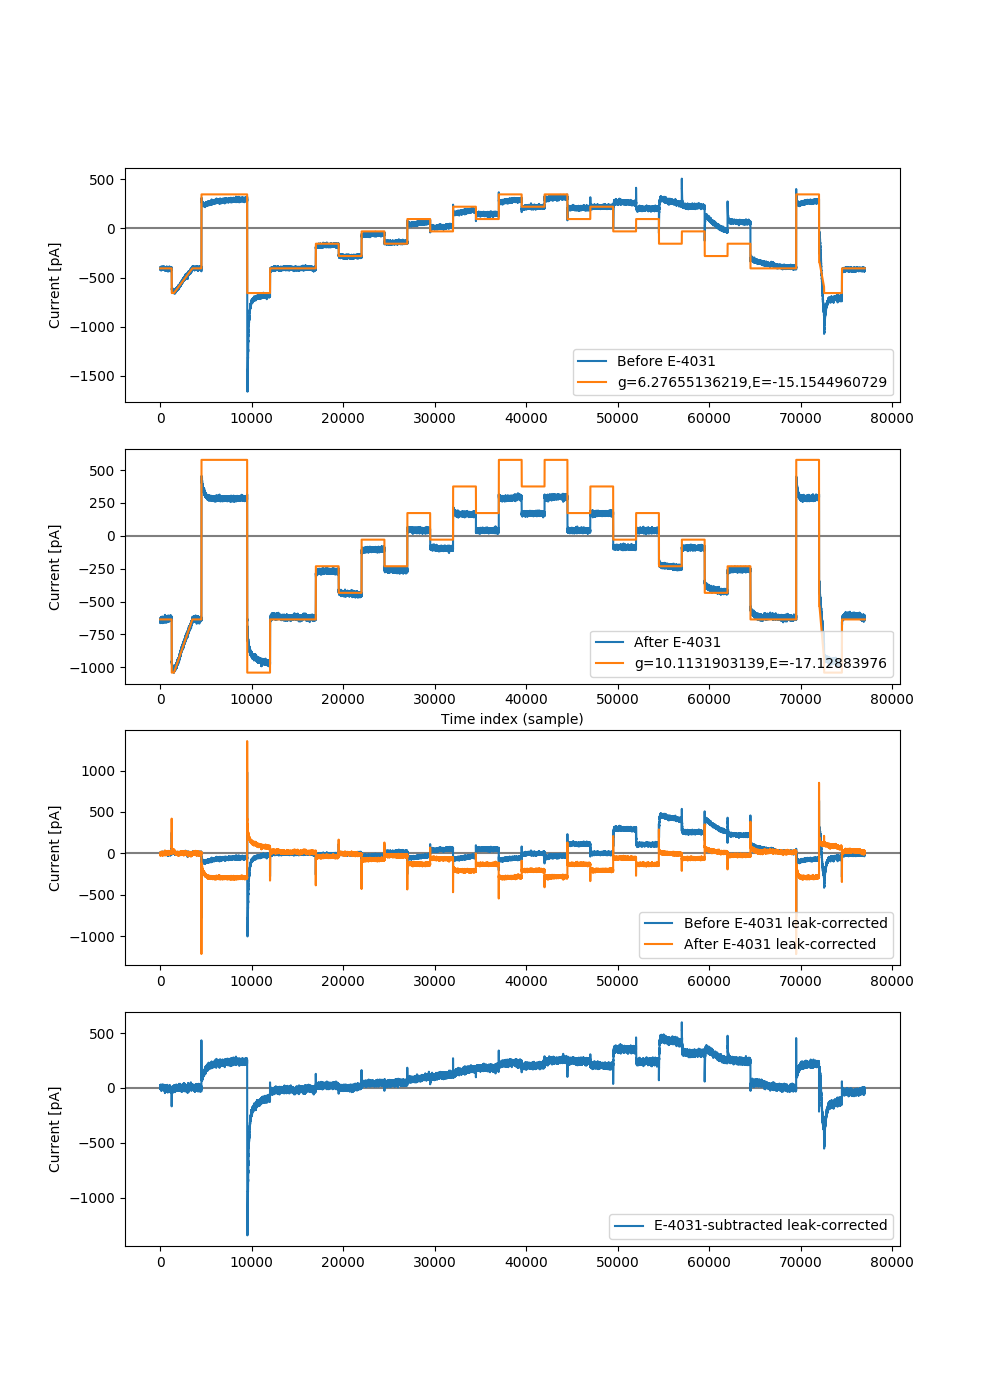 500
0
−500
−1000
−1500
Current [pA]
Before E-4031
g=6.27655136219,E=-15.1544960729
0 10000 20000 30000 40000 50000 60000 70000 80000
500
250
0
−250
−500
−750
−1000
Current [pA]
After E-4031
g=10.1131903139,E=-17.12883976
0 10000 20000 30000 40000 50000 60000 70000 80000
Time index (sample)
1000
500
0
−500
−1000
Current [pA]
Before E-4031 leak-corrected
After E-4031 leak-corrected
0 10000 20000 30000 40000 50000 60000 70000 80000
500
0
−500
−1000
Current [pA]
E-4031-subtracted leak-corrected
0 10000 20000 30000 40000 50000 60000 70000 80000